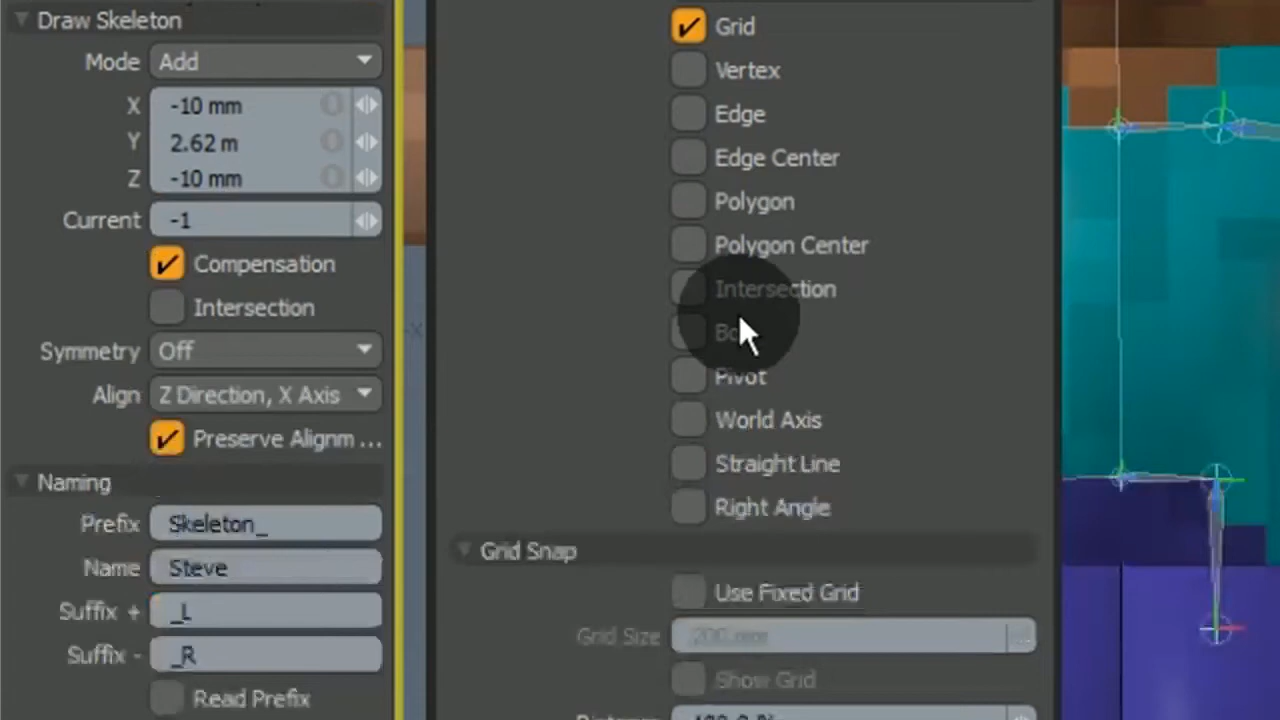 Draw Skeleton
Mode Add
X -10 mm
Y 2.62 m
Z -10 mm
Current -1
Compensation
Intersection
Symmetry Off
Align Z Direction, X Axis
Preserve Alignm ...
Naming
Prefix Skeleton_
Name Steve
Suffix + _L
Suffix - _R
Read Prefix
Grid
Vertex
Edge
Edge Center
Polygon
Polygon Center
Intersection
Pivot
World Axis
Straight Line
Right Angle
Grid Snap
Use Fixed Grid
Grid Size 200 mm
Show Grid